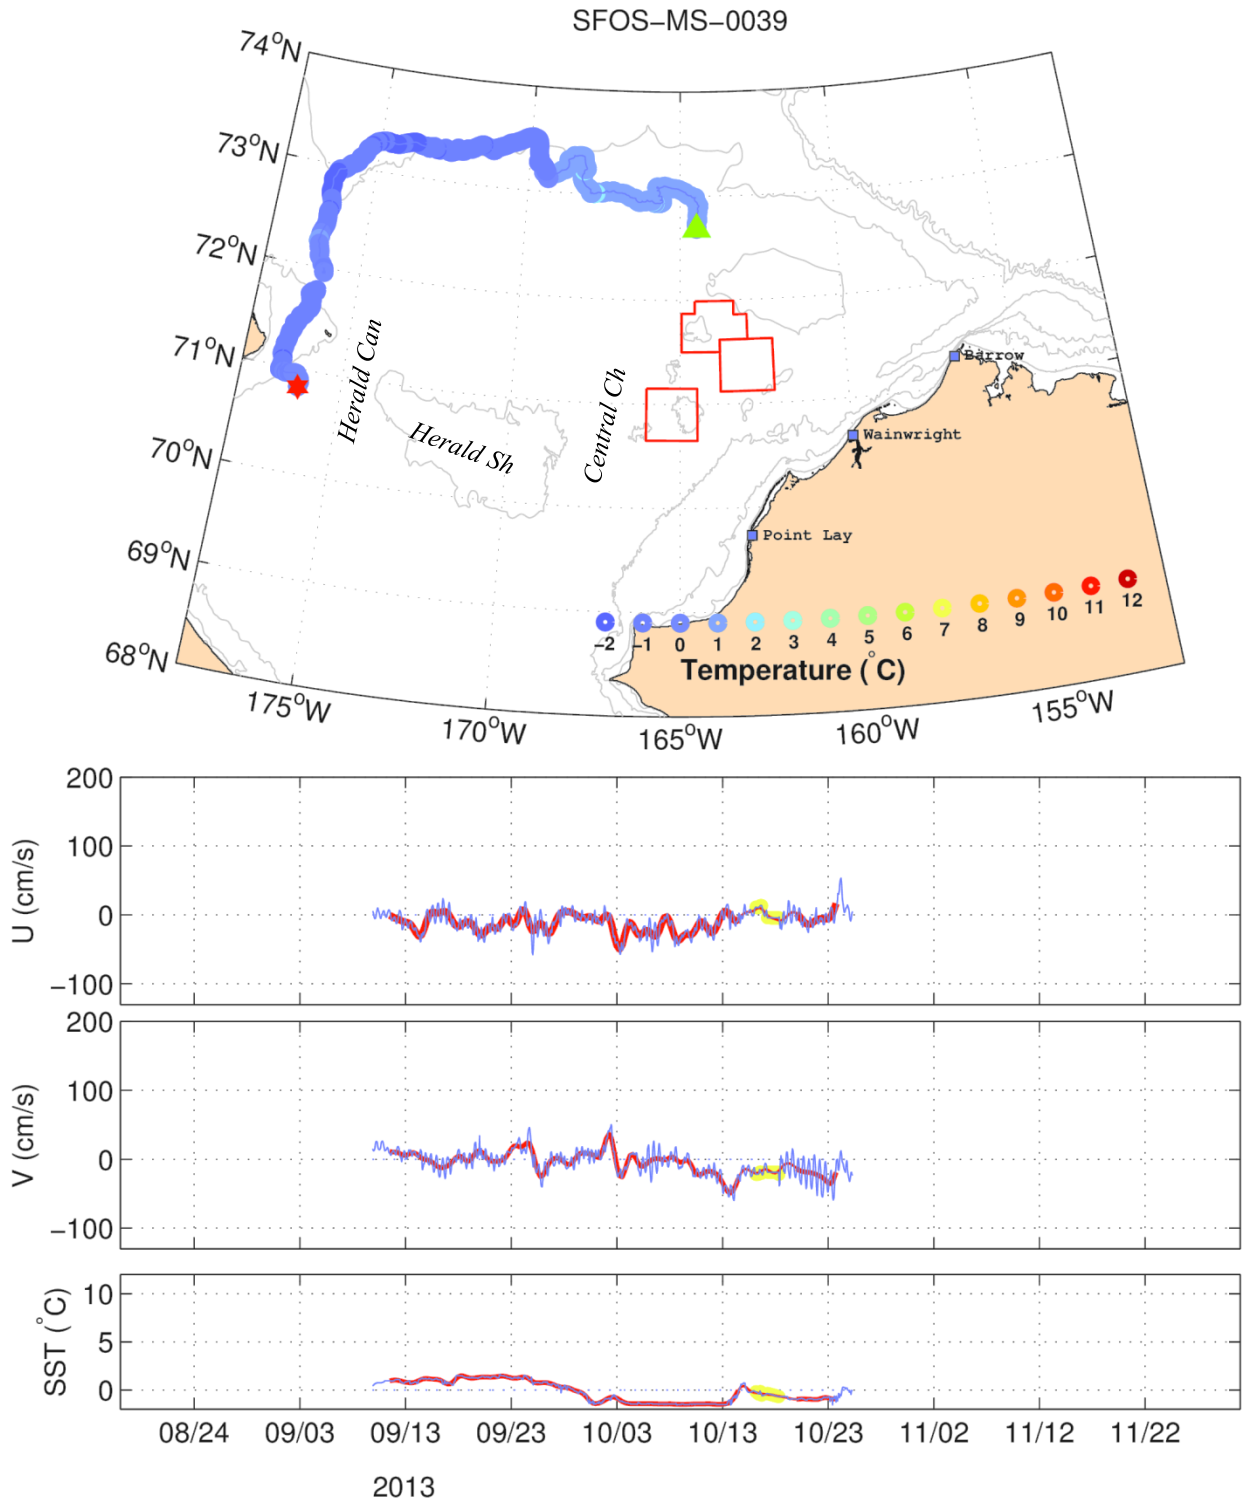 SFOS−MS−0039
74°N
73°N
72°N
71°N
70°N
69°N
68°N
Herald Can
Herald Sh
Central Ch
Barrow
Wainwright
Point Lay
−2 −1 0 1 2 3 4 5 6 7 8 9 10 11 12
Temperature (°C)
175°W 170°W 165°W 160°W 155°W
U (cm/s)
200
100
0
−100
V (cm/s)
200
100
0
−100
SST (°C)
10
5
0
08/24 09/03 09/13 09/23 10/03 10/13 10/23 11/02 11/12 11/22
2013